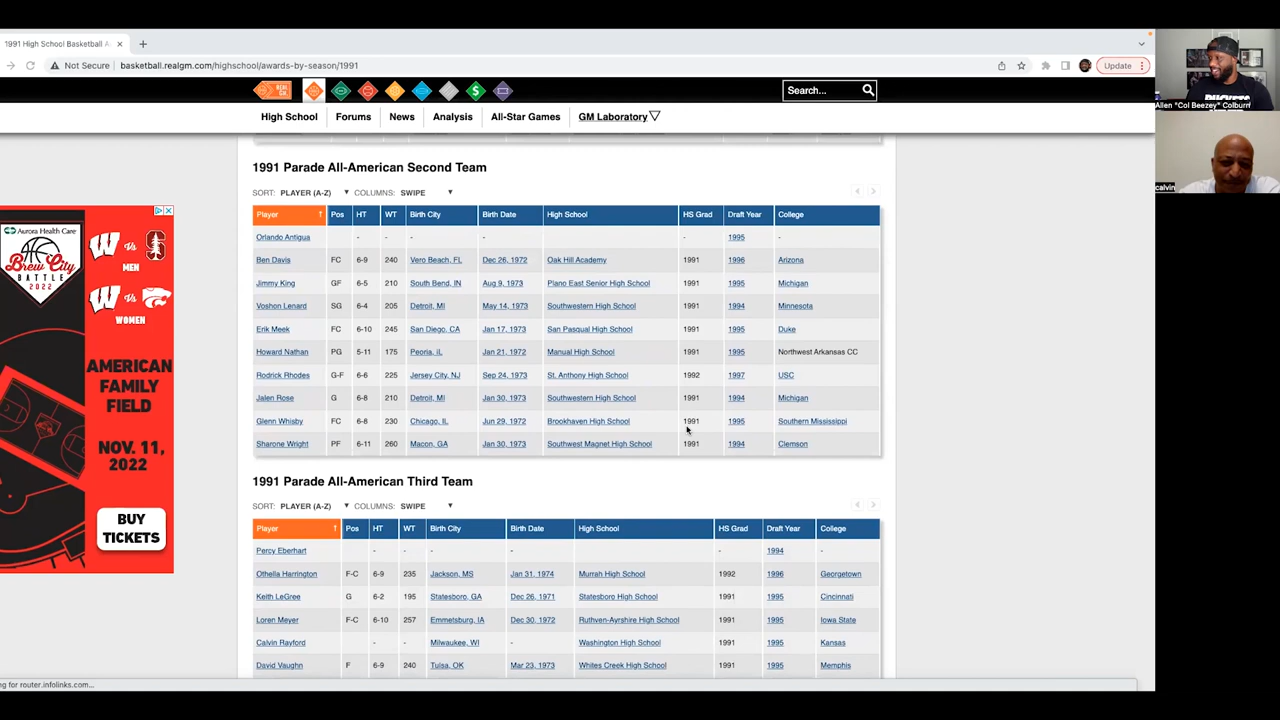 1991 High School Basketball A
Not Secure basketball.realgm.com/highschool/awards-by-season/1991 Update
Search...
High School Forums News Analysis All-Star Games GM Laboratory
1991 Parade All-American Second Team
SORT: PLAYER (A-Z) COLUMNS: SWIPE
Player Pos HT WT Birth City Birth Date High School HS Grad Draft Year College
Orlando Antigua - - - - - 1995 -
Ben Davis FC 6-9 240 Vero Beach, FL Dec 26, 1972 Oak Hill Academy 1991 1996 Arizona
Jimmy King GF 6-5 210 South Bend, IN Aug 9, 1973 Plano East Senior High School 1991 1995 Michigan
Voshon Lenard SG 6-4 205 Detroit, MI May 14, 1973 Southwestern High School 1991 1994 Minnesota
Erik Meek FC 6-10 245 San Diego, CA Jan 17, 1973 San Pasqual High School 1991 1995 Duke
Howard Nathan PG 5-11 175 Peoria, IL Jan 21, 1972 Manual High School 1991 1995 Northwest Arkansas CC
Rodrick Rhodes G-F 6-6 225 Jersey City, NJ Sep 24, 1973 St. Anthony High School 1992 1997 USC
Jalen Rose G 6-8 210 Detroit, MI Jan 30, 1973 Southwestern High School 1991 1994 Michigan
Glenn Whisby FC 6-8 230 Chicago, IL Jun 29, 1972 Brookhaven High School 1991 1995 Southern Mississippi
Sharone Wright PF 6-11 260 Macon, GA Jan 30, 1973 Southwest Magnet High School 1991 1994 Clemson
1991 Parade All-American Third Team
SORT: PLAYER (A-Z) COLUMNS: SWIPE
Player Pos HT WT Birth City Birth Date High School HS Grad Draft Year College
Percy Eberhart - - - - - 1994 -
Othella Harrington F-C 6-9 235 Jackson, MS Jan 31, 1974 Murrah High School 1992 1996 Georgetown
Keith LeGree G 6-2 195 Statesboro, GA Dec 26, 1971 Statesboro High School 1991 1995 Cincinnati
Loren Meyer F-C 6-10 257 Emmetsburg, IA Dec 30, 1972 Ruthven-Ayrshire High School 1991 1995 Iowa State
Calvin Rayford - - Milwaukee, WI - Washington High School 1991 1995 Kansas
David Vaughn F 6-9 240 Tulsa, OK Mar 23, 1973 Whites Creek High School 1991 1995 Memphis
Aurora Health Care
BREW CITY
BATTLE
2022
W Vs S
MEN
W Vs
WOMEN
AMERICAN
FAMILY
FIELD
NOV. 11,
2022
BUY
TICKETS
ng for router.infolinks.com...
Allen "Col Beezey" Colburn
calvin